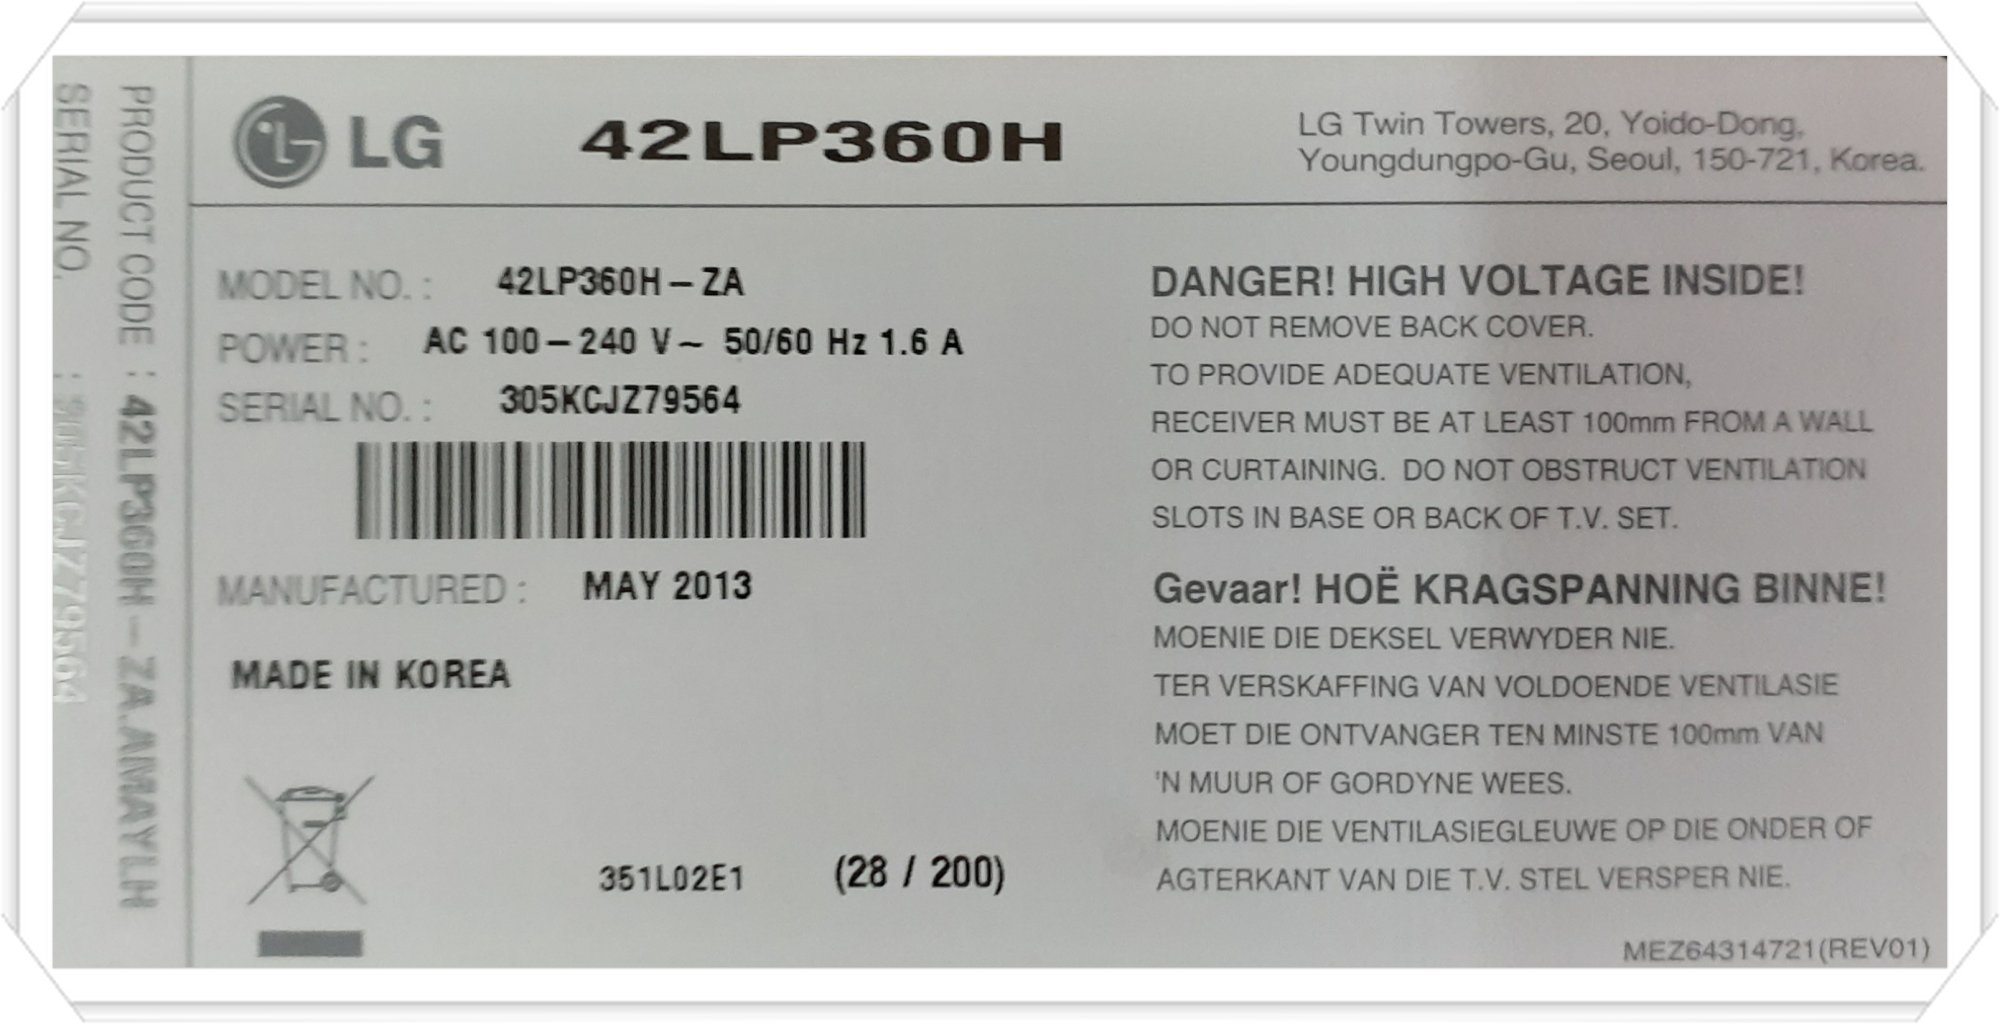 LG
42LP360H
LG Twin Towers, 20, Yoido-Dong,
Youngdungpo-Gu, Seoul, 150-721, Korea.
PRODUCT CODE : 42LP360H-ZA.AMAYLH
SERIAL NO. : 305KCJZ79564
MODEL NO. : 42LP360H-ZA
POWER : AC 100-240 V~ 50/60 Hz 1.6 A
SERIAL NO. : 305KCJZ79564
MANUFACTURED : MAY 2013
MADE IN KOREA
351L02E1 (28 / 200)
DANGER! HIGH VOLTAGE INSIDE!
DO NOT REMOVE BACK COVER.
TO PROVIDE ADEQUATE VENTILATION,
RECEIVER MUST BE AT LEAST 100mm FROM A WALL
OR CURTAINING. DO NOT OBSTRUCT VENTILATION
SLOTS IN BASE OR BACK OF T.V. SET.
Gevaar! HOË KRAGSPANNING BINNE!
MOENIE DIE DEKSEL VERWYDER NIE.
TER VERSKAFFING VAN VOLDOENDE VENTILASIE
MOET DIE ONTVANGER TEN MINSTE 100mm VAN
'N MUUR OF GORDYNE WEES.
MOENIE DIE VENTILASIEGLEUWE OP DIE ONDER OF
AGTERKANT VAN DIE T.V. STEL VERSPER NIE.
MEZ64314721(REV01)